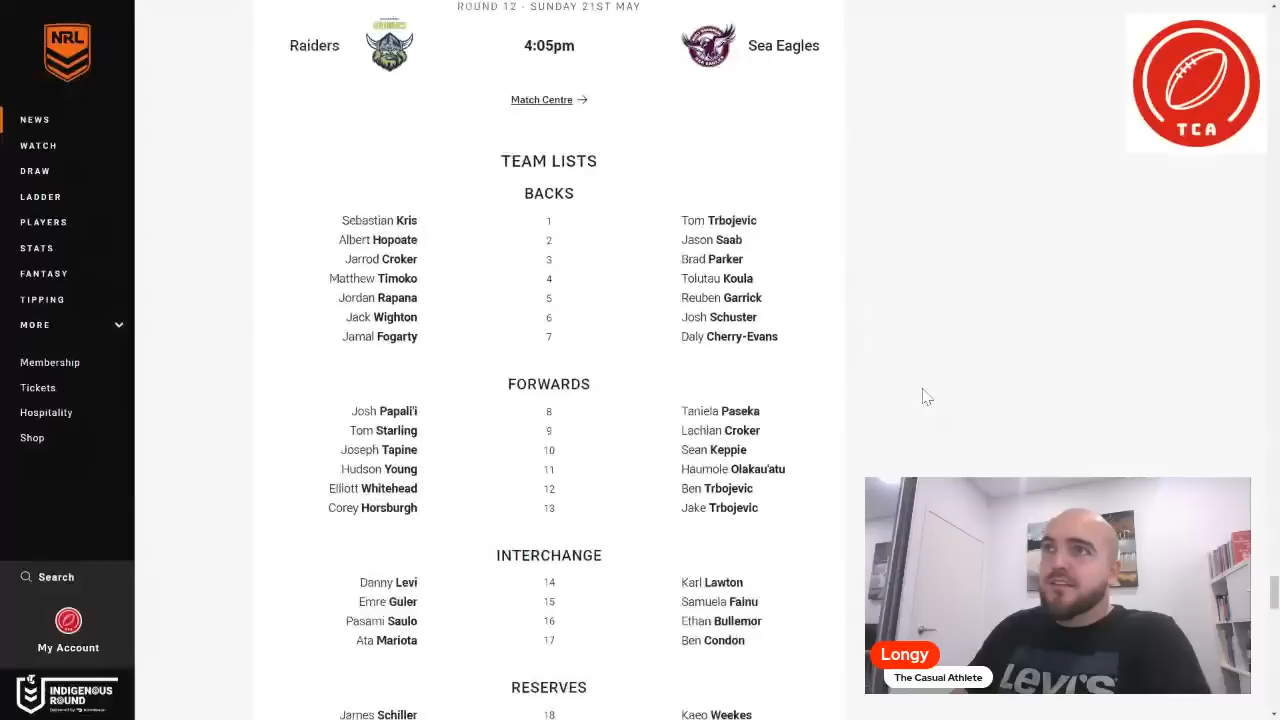 ROUND 12 - SUNDAY 21ST MAY
Raiders 4:05pm Sea Eagles
Match Centre →
TEAM LISTS
BACKS
Sebastian Kris 1 Tom Trbojevic
Albert Hopoate 2 Jason Saab
Jarrod Croker 3 Brad Parker
Matthew Timoko 4 Tolutau Koula
Jordan Rapana 5 Reuben Garrick
Jack Wighton 6 Josh Schuster
Jamal Fogarty 7 Daly Cherry-Evans
FORWARDS
Josh Papali'i 8 Taniela Paseka
Tom Starling 9 Lachlan Croker
Joseph Tapine 10 Sean Keppie
Hudson Young 11 Haumole Olakau'atu
Elliott Whitehead 12 Ben Trbojevic
Corey Horsburgh 13 Jake Trbojevic
INTERCHANGE
Danny Levi 14 Karl Lawton
Emre Guler 15 Samuela Fainu
Pasami Saulo 16 Ethan Bullemor
Ata Mariota 17 Ben Condon
RESERVES
James Schiller 18 Kaeo Weekes
NRL
NEWS
WATCH
DRAW
LADDER
PLAYERS
STATS
FANTASY
TIPPING
MORE
Membership
Tickets
Hospitality
Shop
Search
My Account
INDIGENOUS
ROUND
TCA
LEVI'S
Longy
The Casual Athlete